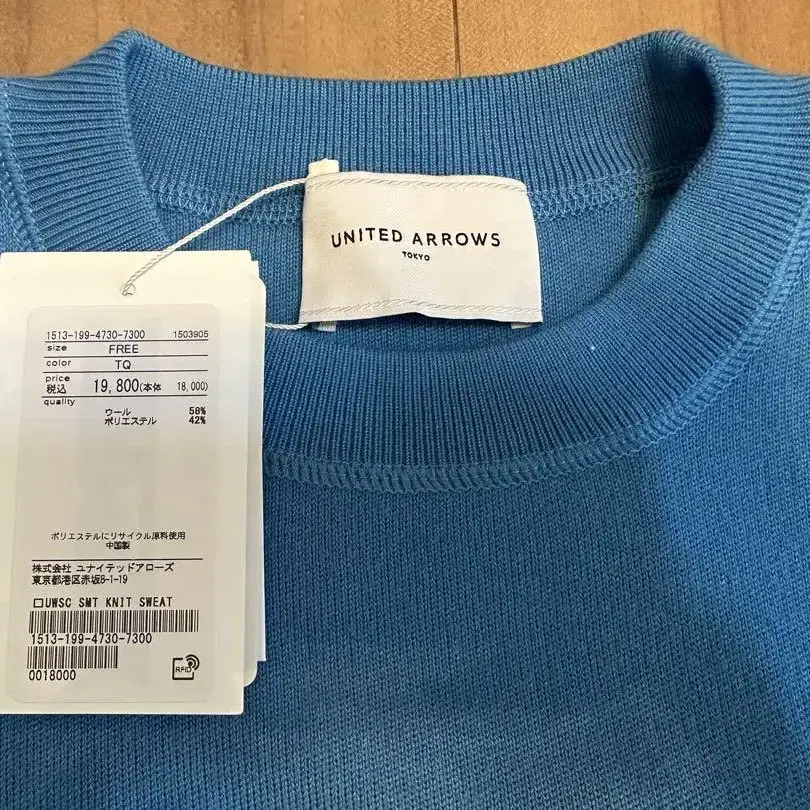 UNITED ARROWS
TOKYO
1513-199-4730-7300 1503905
size FREE
color TQ
price
税込 19,800(本体 18,000)
quality
ウール 58%
ポリエステル 42%
ポリエステルにリサイクル原料使用
中国製
株式会社 ユナイテッドアローズ
東京都港区赤坂8-1-19
□UWSC SMT KNIT SWEAT
1513-199-4730-7300
0018000
RFID